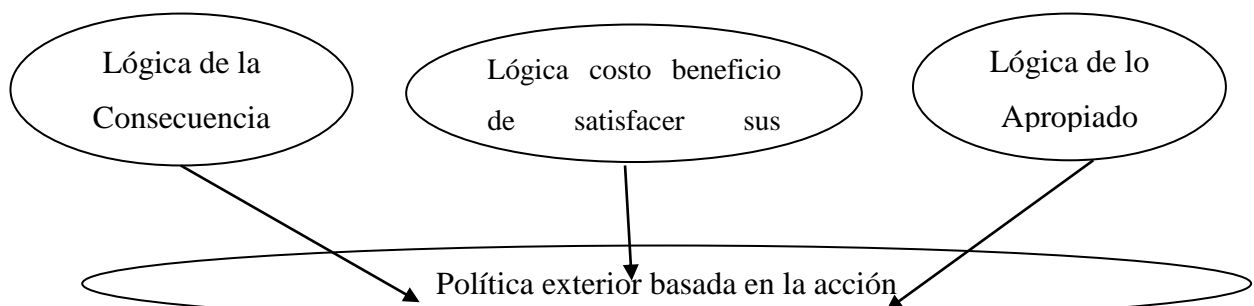 Lógica de la
Consecuencia
Lógica costo beneficio
de satisfacer sus
Lógica de lo
Apropiado
Política exterior basada en la acción